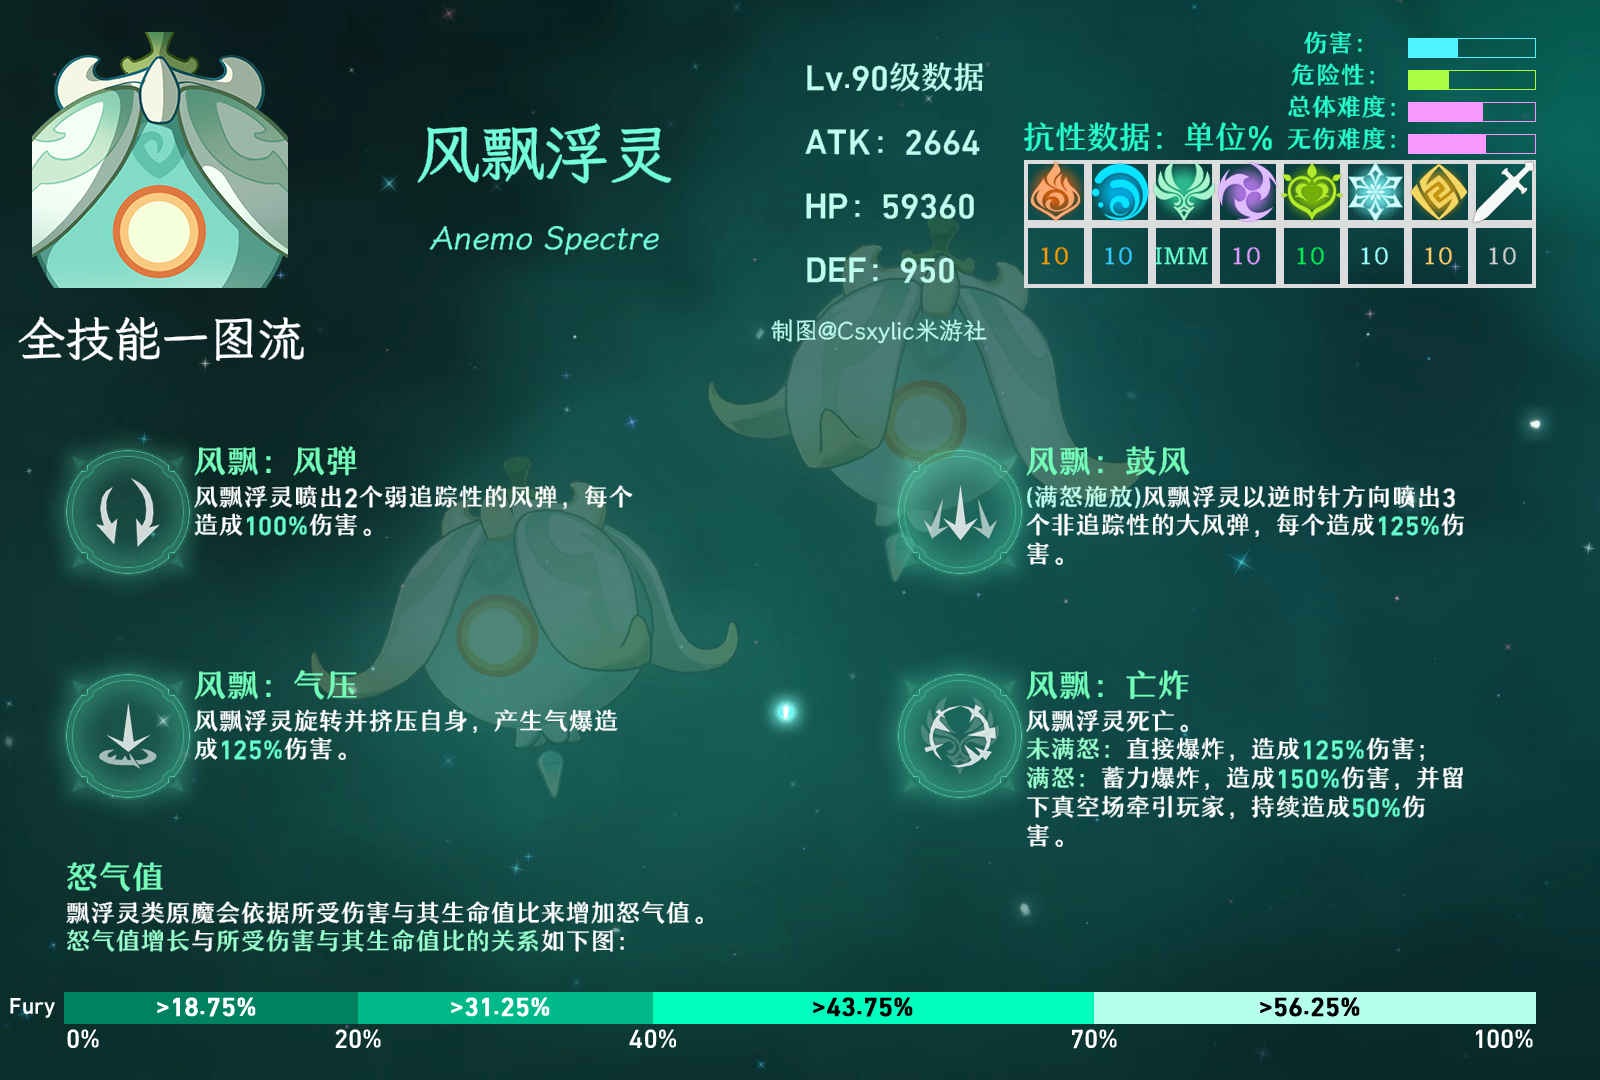 风飘浮灵
Anemo Spectre
全技能一图流
Lv.90级数据
ATK：2664
HP：59360
DEF：950
制图@Csxylic米游社
伤害：
危险性：
总体难度：
无伤难度：
抗性数据：单位%
10 10 IMM 10 10 10 10 10
风飘：风弹
风飘浮灵喷出2个弱追踪性的风弹，每个
造成100%伤害。
风飘：鼓风
(满怒施放)风飘浮灵以逆时针方向喷出3
个非追踪性的大风弹，每个造成125%伤
害。
风飘：气压
风飘浮灵旋转并挤压自身，产生气爆造
成125%伤害。
风飘：亡炸
风飘浮灵死亡。
未满怒：直接爆炸，造成125%伤害；
满怒：蓄力爆炸，造成150%伤害，并留
下真空场牵引玩家，持续造成50%伤
害。
怒气值
飘浮灵类原魔会依据所受伤害与其生命值比来增加怒气值。
怒气值增长与所受伤害与其生命值比的关系如下图：
Fury >18.75% >31.25% >43.75% >56.25%
0% 20% 40% 70% 100%